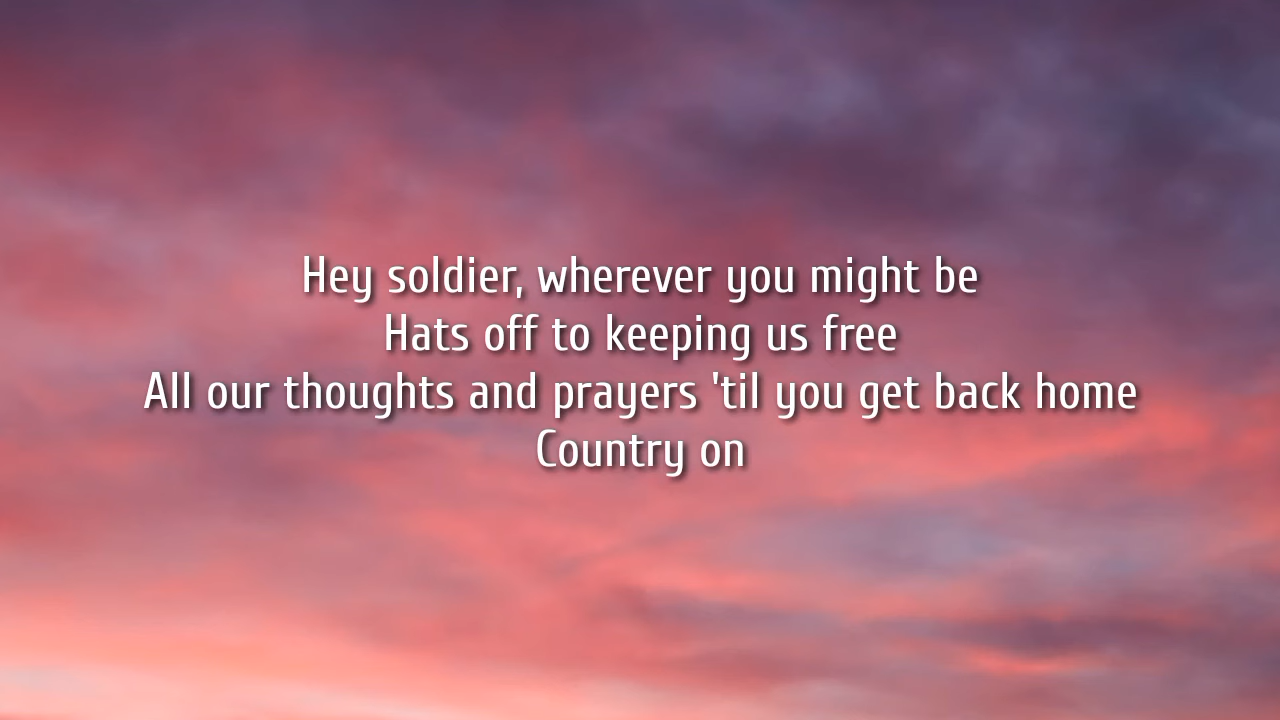 Hey soldier, wherever you might be
Hats off to keeping us free
All our thoughts and prayers 'til you get back home
Country on